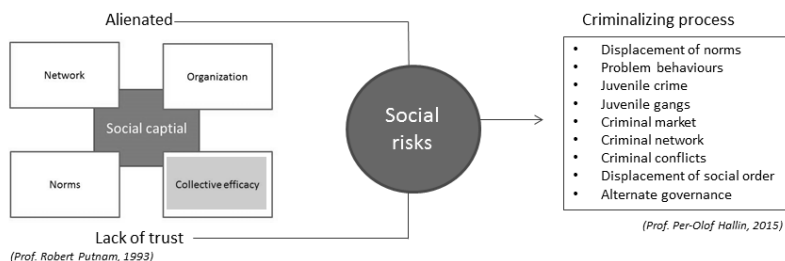 Alienated
Network
Organization
Social captial
Norms
Collective efficacy
Lack of trust
(Prof. Robert Putnam, 1993)
Social
risks
Criminalizing process
• Displacement of norms
• Problem behaviours
• Juvenile crime
• Juvenile gangs
• Criminal market
• Criminal network
• Criminal conflicts
• Displacement of social order
• Alternate governance
(Prof. Per-Olof Hallin, 2015)